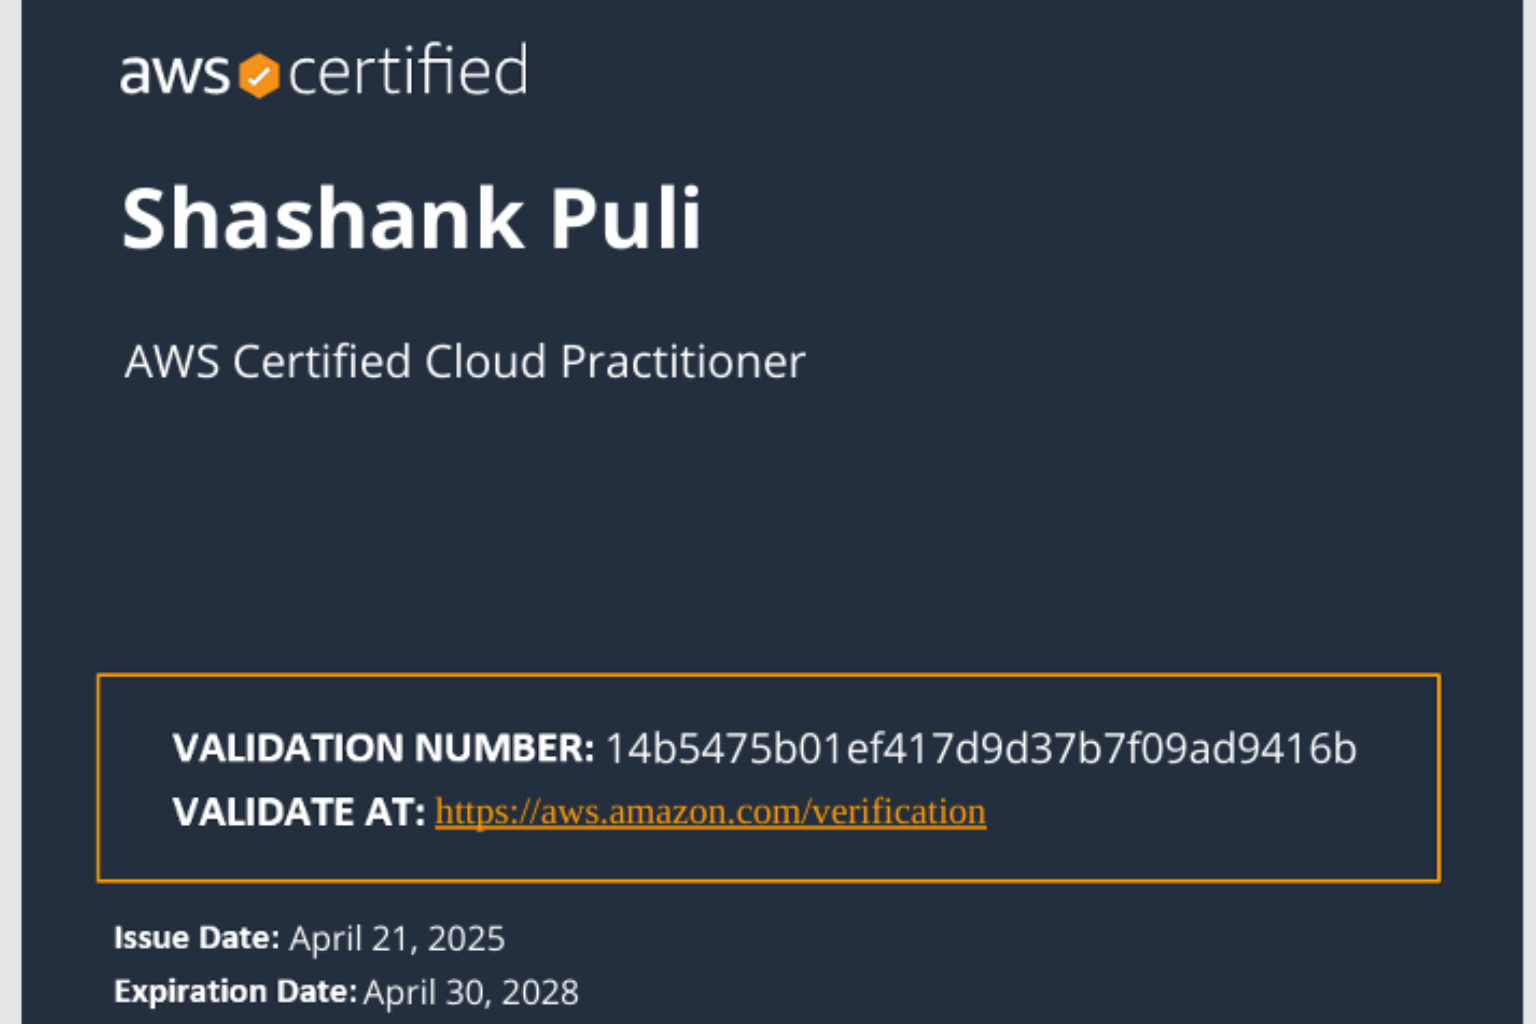 aws certified
Shashank Puli
AWS Certified Cloud Practitioner
VALIDATION NUMBER: 14b5475b01ef417d9d37b7f09ad9416b
VALIDATE AT: https://aws.amazon.com/verification
Issue Date: April 21, 2025
Expiration Date: April 30, 2028